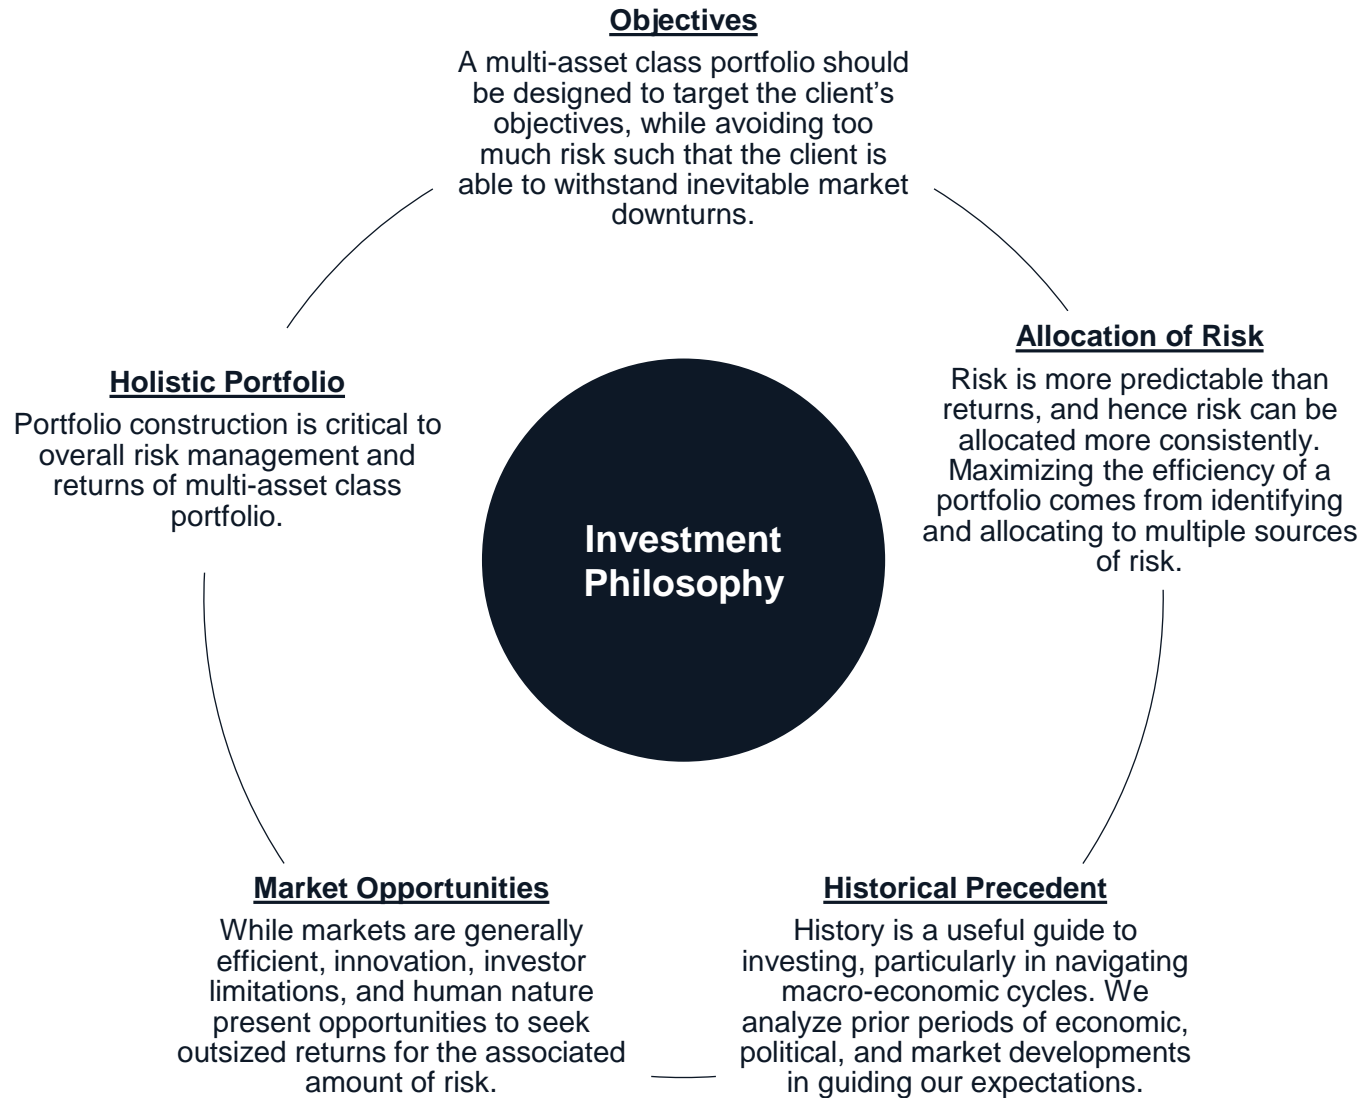 Objectives
A multi-asset class portfolio should
be designed to target the client’s
objectives, while avoiding too
much risk such that the client is
able to withstand inevitable market
downturns.
Allocation of Risk
Risk is more predictable than
returns, and hence risk can be
allocated more consistently.
Maximizing the efficiency of a
portfolio comes from identifying
and allocating to multiple sources
of risk.
Historical Precedent
History is a useful guide to
investing, particularly in navigating
macro-economic cycles. We
analyze prior periods of economic,
political, and market developments
in guiding our expectations.
Market Opportunities
While markets are generally
efficient, innovation, investor
limitations, and human nature
present opportunities to seek
outsized returns for the associated
amount of risk.
Holistic Portfolio
Portfolio construction is critical to
overall risk management and
returns of multi-asset class
portfolio.
Investment
Philosophy